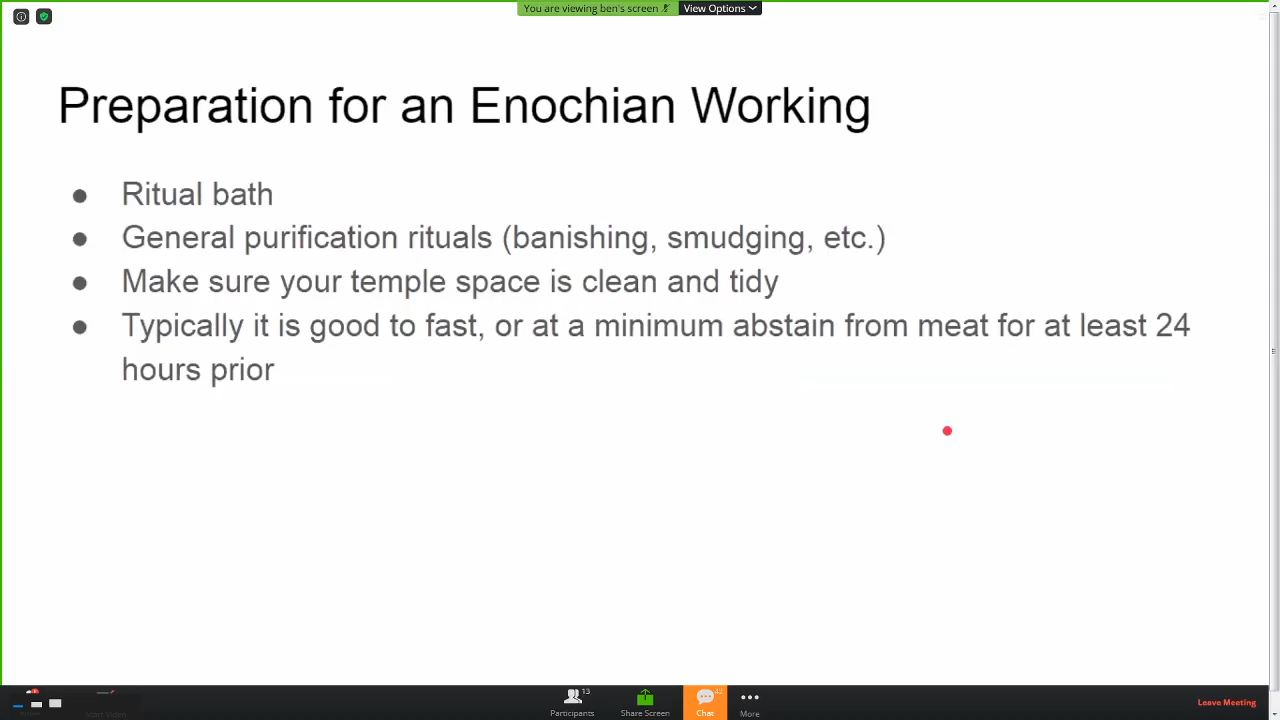 You are viewing ben's screen
View Options
Preparation for an Enochian Working
Ritual bath
General purification rituals (banishing, smudging, etc.)
Make sure your temple space is clean and tidy
Typically it is good to fast, or at a minimum abstain from meat for at least 24
hours prior
13
42
Participants
Share Screen
Chat
More
Leave Meeting